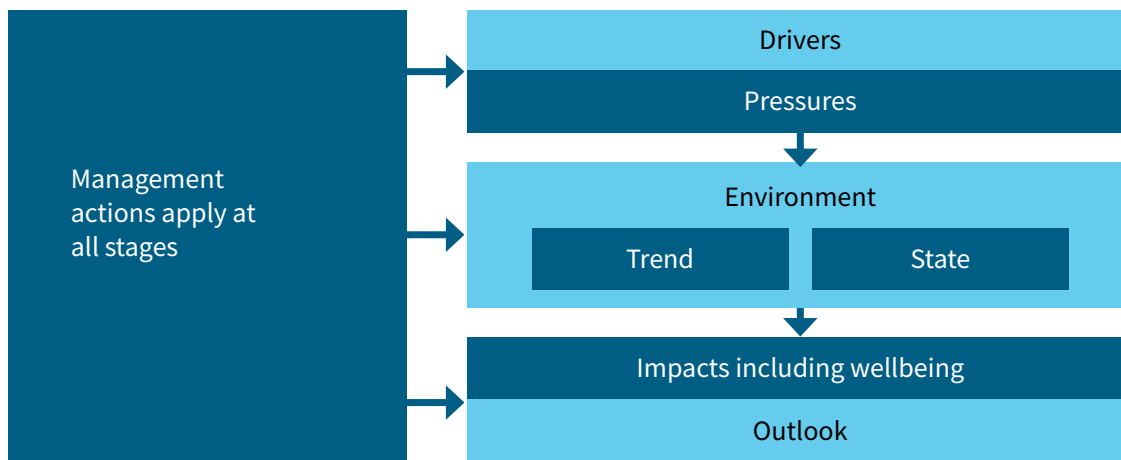 Management
actions apply at
all stages
Drivers
Pressures
Environment
Trend
State
Impacts including wellbeing
Outlook